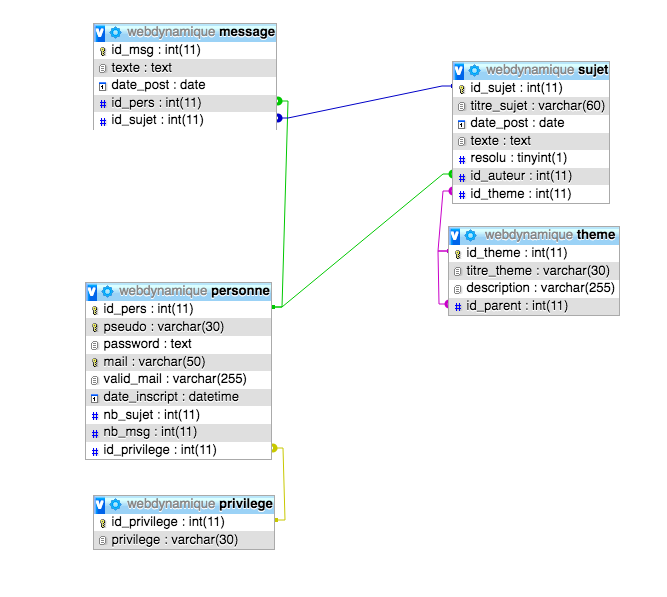 webdynamique message
id_msg : int(11)
texte : text
date_post : date
id_pers : int(11)
id_sujet : int(11)
webdynamique sujet
id_sujet : int(11)
titre_sujet : varchar(60)
date_post : date
texte : text
resolu : tinyint(1)
id_auteur : int(11)
id_theme : int(11)
webdynamique theme
id_theme : int(11)
titre_theme : varchar(30)
description : varchar(255)
id_parent : int(11)
webdynamique personne
id_pers : int(11)
pseudo : varchar(30)
password : text
mail : varchar(50)
valid_mail : varchar(255)
date_inscript : datetime
nb_sujet : int(11)
nb_msg : int(11)
id_privilege : int(11)
webdynamique privilege
id_privilege : int(11)
privilege : varchar(30)